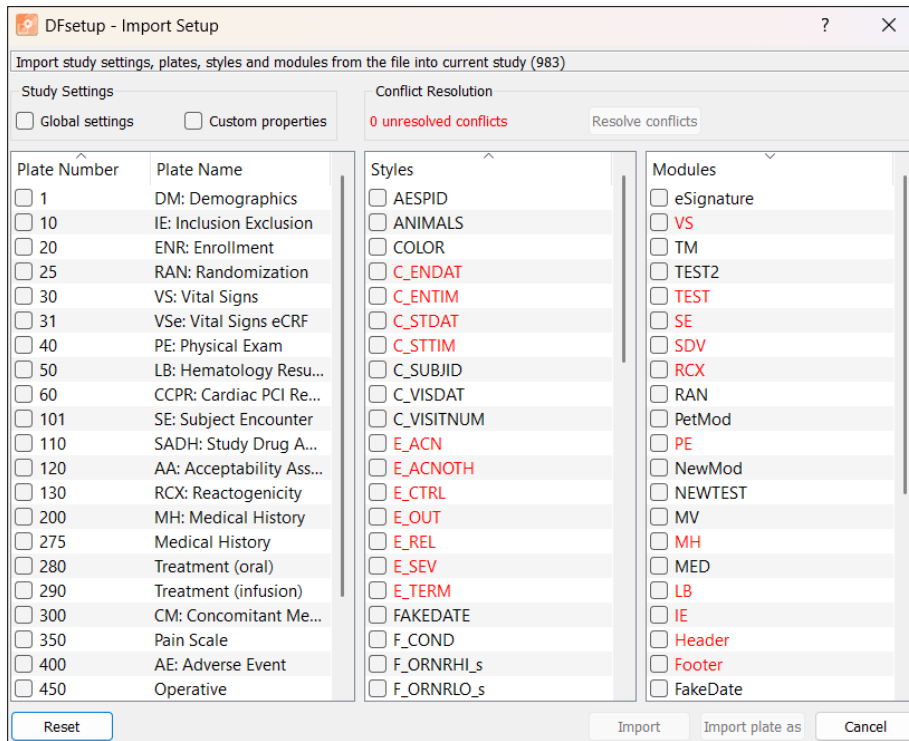 DFsetup - Import Setup
Import study settings, plates, styles and modules from the file into current study (983)
Study Settings
Global settings
Custom properties
Conflict Resolution
0 unresolved conflicts
Resolve conflicts
Plate Number Plate Name
1 DM: Demographics
10 IE: Inclusion Exclusion
20 ENR: Enrollment
25 RAN: Randomization
30 VS: Vital Signs
31 VSe: Vital Signs eCRF
40 PE: Physical Exam
50 LB: Hematology Resu...
60 CCPR: Cardiac PCI Re...
101 SE: Subject Encounter
110 SADH: Study Drug A...
120 AA: Acceptability Ass...
130 RCX: Reactogenicity
200 MH: Medical History
275 Medical History
280 Treatment (oral)
290 Treatment (infusion)
300 CM: Concomitant Me...
350 Pain Scale
400 AE: Adverse Event
450 Operative
Styles
AESPID
ANIMALS
COLOR
C_ENDAT
C_ENTIM
C_STDAT
C_STTIM
C_SUBJID
C_VISDAT
C_VISITNUM
E_ACN
E_ACNOTH
E_CTRL
E_OUT
E_REL
E_SEV
E_TERM
FAKEDATE
F_COND
F_ORNRHI_s
F_ORNRLO_s
Modules
eSignature
VS
TM
TEST2
TEST
SE
SDV
RCX
RAN
PetMod
PE
NewMod
NEWTEST
MV
MH
MED
LB
IE
Header
Footer
FakeDate
Reset
Import
Import plate as
Cancel